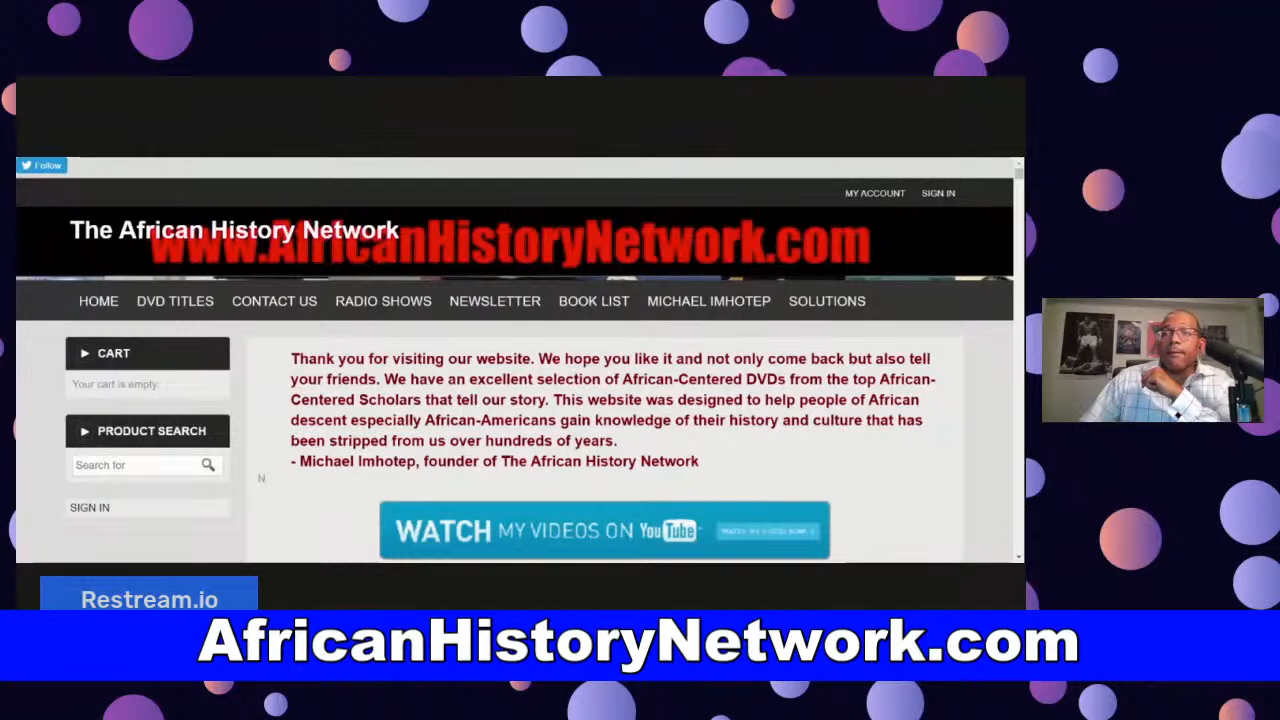 Follow
MY ACCOUNT SIGN IN
The African History Network
www.AfricanHistoryNetwork.com
HOME DVD TITLES CONTACT US RADIO SHOWS NEWSLETTER BOOK LIST MICHAEL IMHOTEP SOLUTIONS
CART
Your cart is empty.
PRODUCT SEARCH
Search for
SIGN IN
Thank you for visiting our website. We hope you like it and not only come back but also tell
your friends. We have an excellent selection of African-Centered DVDs from the top African-
Centered Scholars that tell our story. This website was designed to help people of African
descent especially African-Americans gain knowledge of their history and culture that has
been stripped from us over hundreds of years.
- Michael Imhotep, founder of The African History Network
N
WATCH MY VIDEOS ON YouTube
Restream.io
AfricanHistoryNetwork.com